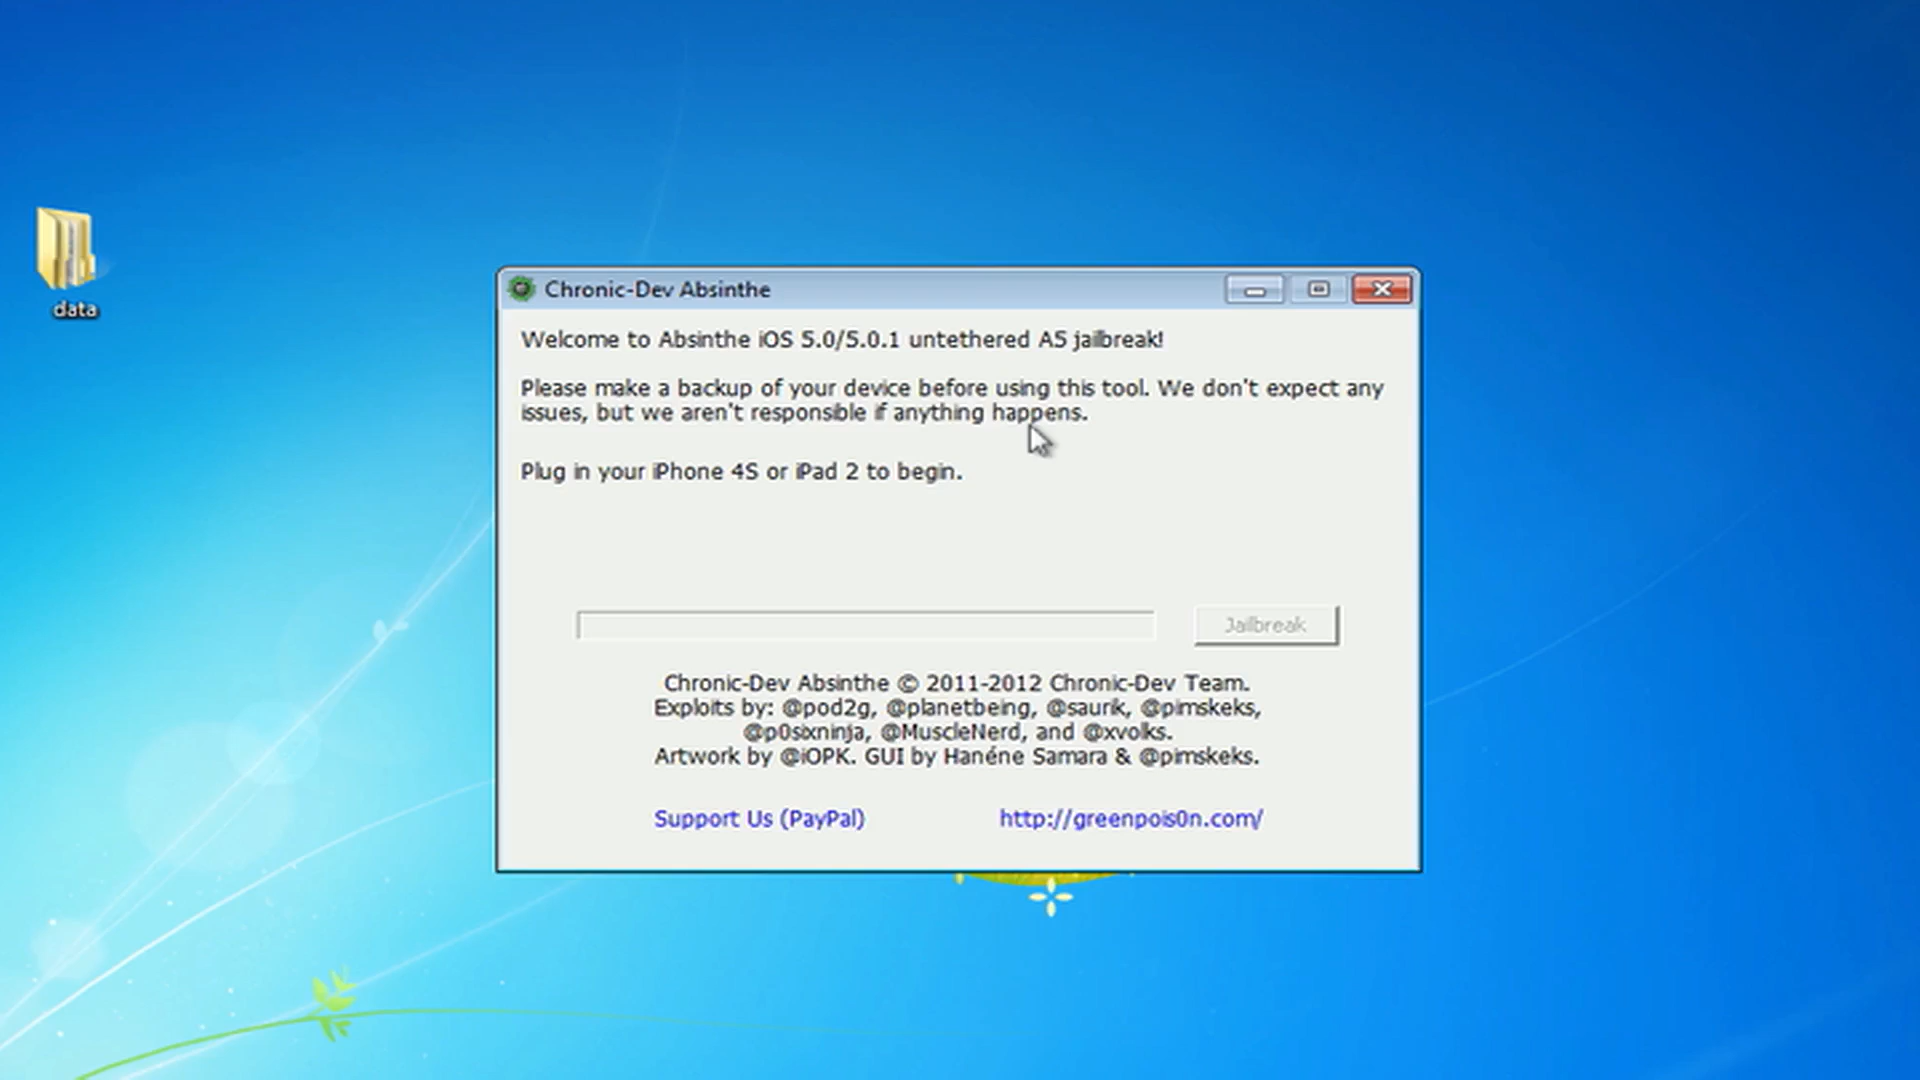 data
Chronic-Dev Absinthe
Welcome to Absinthe iOS 5.0/5.0.1 untethered A5 jailbreak!
Please make a backup of your device before using this tool. We don't expect any
issues, but we aren't responsible if anything happens.
Plug in your iPhone 4S or iPad 2 to begin.
Jailbreak
Chronic-Dev Absinthe © 2011-2012 Chronic-Dev Team.
Exploits by: @pod2g, @planetbeing, @saurik, @pimskeks,
@p0sixninja, @MuscleNerd, and @xvolks.
Artwork by @iOPK. GUI by Hanéne Samara & @pimskeks.
Support Us (PayPal) http://greenpois0n.com/